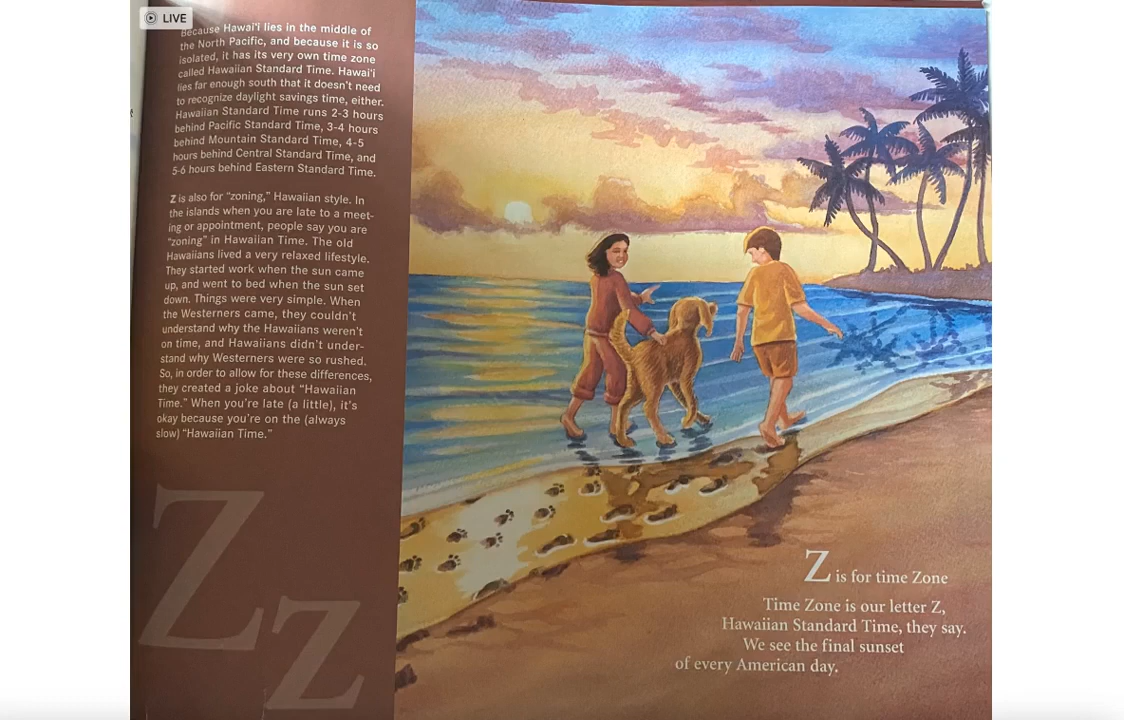 LIVE
Because Hawai'i lies in the middle of
the North Pacific, and because it is so
isolated, it has its very own time zone
called Hawaiian Standard Time. Hawai'i
lies far enough south that it doesn't need
to recognize daylight savings time, either.
Hawaiian Standard Time runs 2-3 hours
behind Pacific Standard Time, 3-4 hours
behind Mountain Standard Time, 4-5
hours behind Central Standard Time, and
5-6 hours behind Eastern Standard Time.
Z is also for "zoning," Hawaiian style. In
the islands when you are late to a meet-
ing or appointment, people say you are
"zoning" in Hawaiian Time. The old
Hawaiians lived a very relaxed lifestyle.
They started work when the sun came
up, and went to bed when the sun set
down. Things were very simple. When
the Westerners came, they couldn't
understand why the Hawaiians weren't
on time, and Hawaiians didn't under-
stand why Westerners were so rushed.
So, in order to allow for these differences,
they created a joke about "Hawaiian
Time." When you're late (a little), it's
okay because you're on the (always
slow) "Hawaiian Time."
Z
Z
Z is for time Zone
Time Zone is our letter Z,
Hawaiian Standard Time, they say.
We see the final sunset
of every American day.